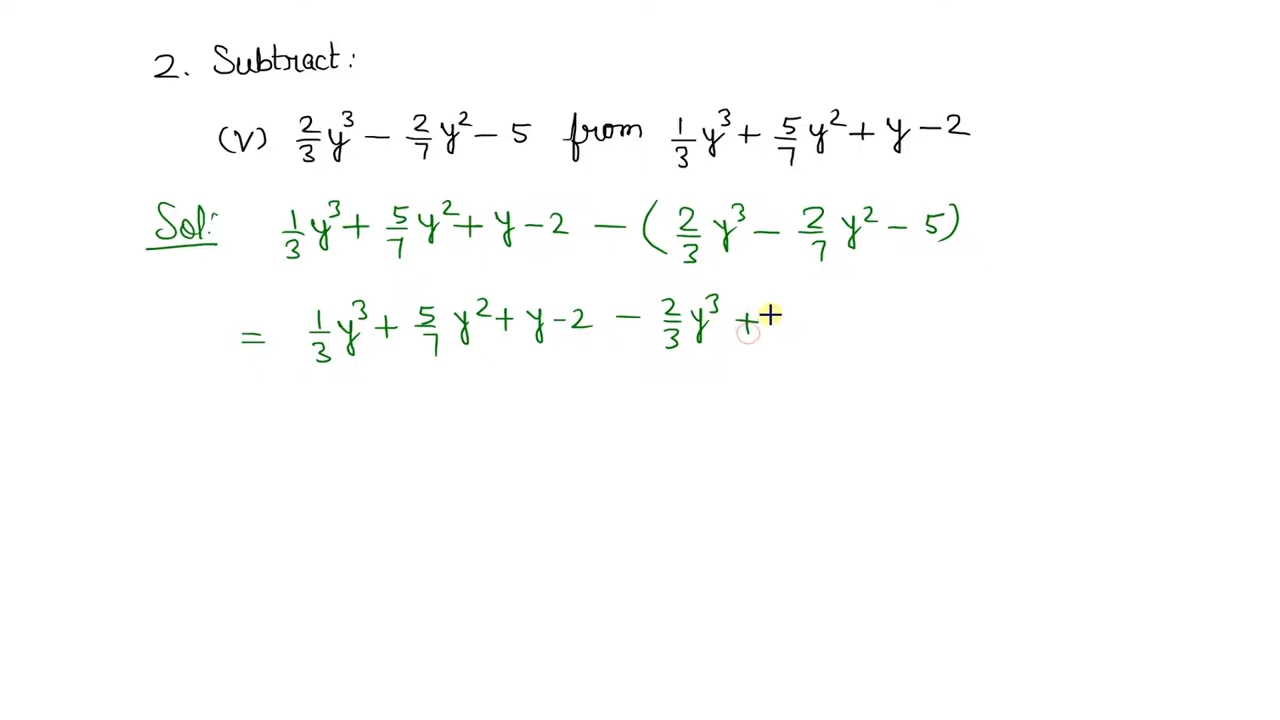 2. Subtract:
(V) 2/3 y³ − 2/7 y² − 5 from 1/3 y³ + 5/7 y² + y − 2
Sol: 1/3 y³ + 5/7 y² + y − 2 − (2/3 y³ − 2/7 y² − 5)
= 1/3 y³ + 5/7 y² + y − 2 − 2/3 y³ +